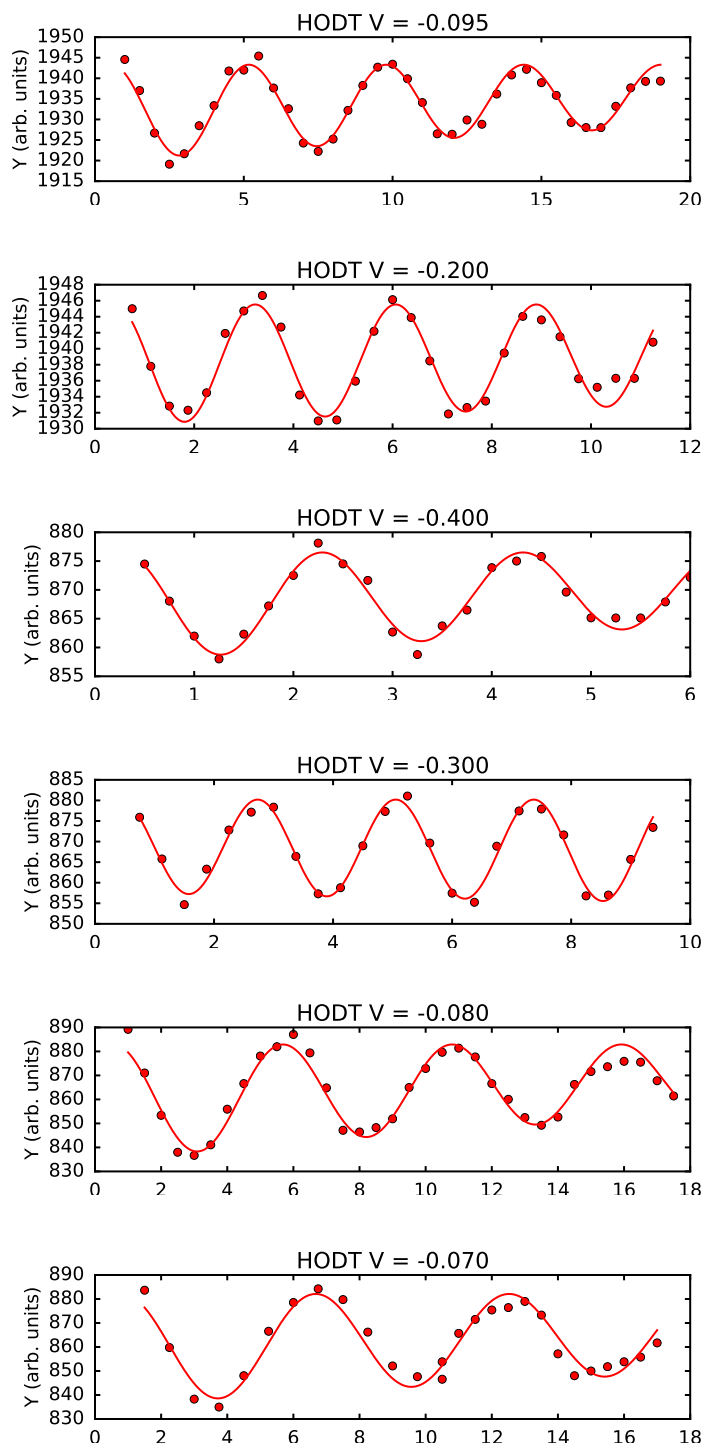 HODT V = -0.095
Y (arb. units)
1950
1945
1940
1935
1930
1925
1920
1915
0 5 10 15 20
HODT V = -0.200
Y (arb. units)
1948
1946
1944
1942
1940
1938
1936
1934
1932
1930
0 2 4 6 8 10 12
HODT V = -0.400
Y (arb. units)
880
875
870
865
860
855
0 1 2 3 4 5 6
HODT V = -0.300
Y (arb. units)
885
880
875
870
865
860
855
850
0 2 4 6 8 10
HODT V = -0.080
Y (arb. units)
890
880
870
860
850
840
830
0 2 4 6 8 10 12 14 16 18
HODT V = -0.070
Y (arb. units)
890
880
870
860
850
840
830
0 2 4 6 8 10 12 14 16 18